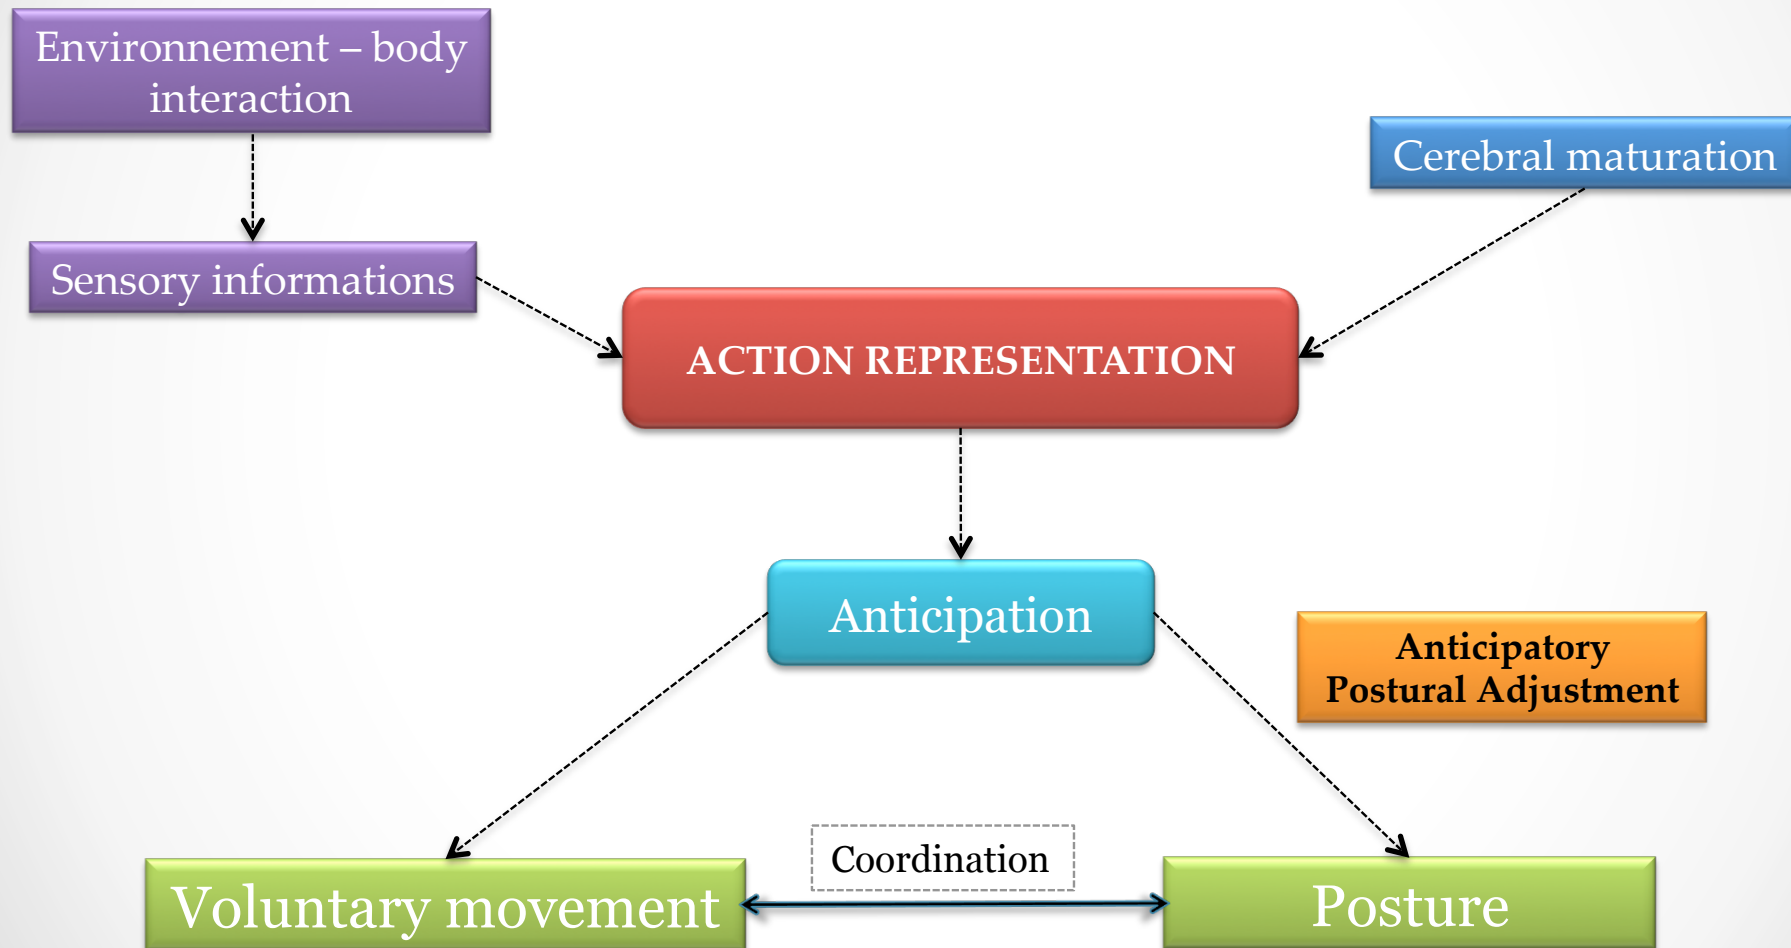 Environnement – body
interaction
Cerebral maturation
Sensory informations
ACTION REPRESENTATION
Anticipation
Anticipatory
Postural Adjustment
Coordination
Voluntary movement
Posture